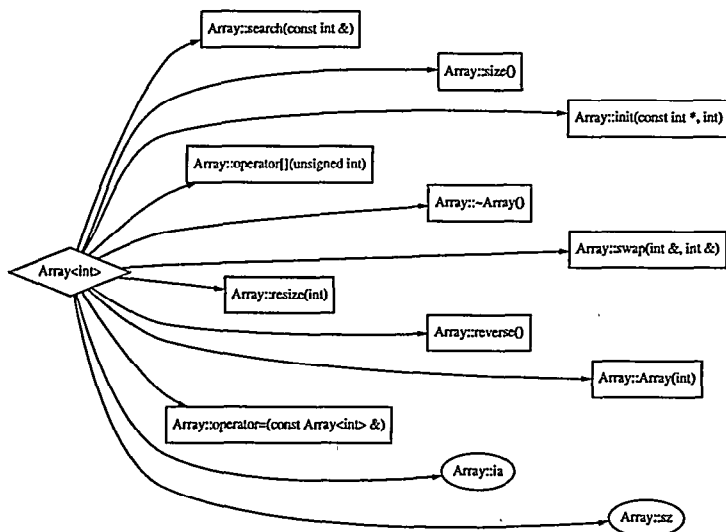 Array::search(const int &)
Array::size()
Array::init(const int *, int)
Array::operator[](unsigned int)
Array::~Array()
Array::swap(int &, int &)
Array<int>
Array::resize(int)
Array::reverse()
Array::Array(int)
Array::operator=(const Array<int> &)
Array::ia
Array::sz